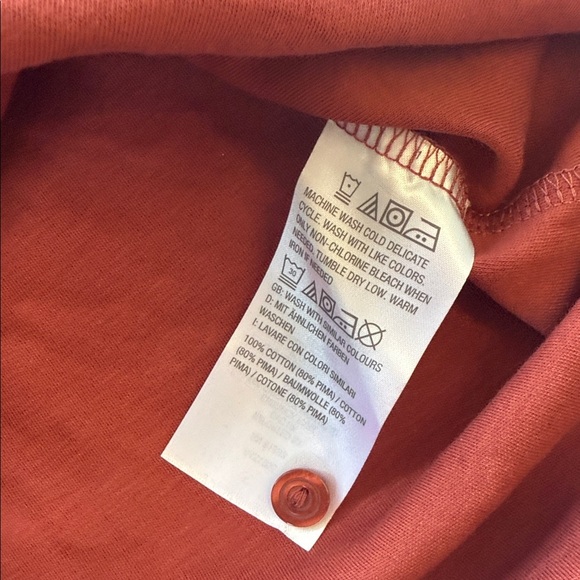 MACHINE WASH COLD DELICATE
CYCLE. WASH WITH LIKE COLORS.
ONLY NON-CHLORINE BLEACH WHEN
NEEDED. TUMBLE DRY LOW. WARM
IRON IF NEEDED
30
GB: WASH WITH SIMILAR COLOURS
D: MIT ÄHNLICHEN FARBEN
WASCHEN
I: LAVARE CON COLORI SIMILARI
100% COTTON (80% PIMA) / COTTON
(80% PIMA) / BAUMWOLLE (80%
PIMA) / COTONE (80% PIMA)